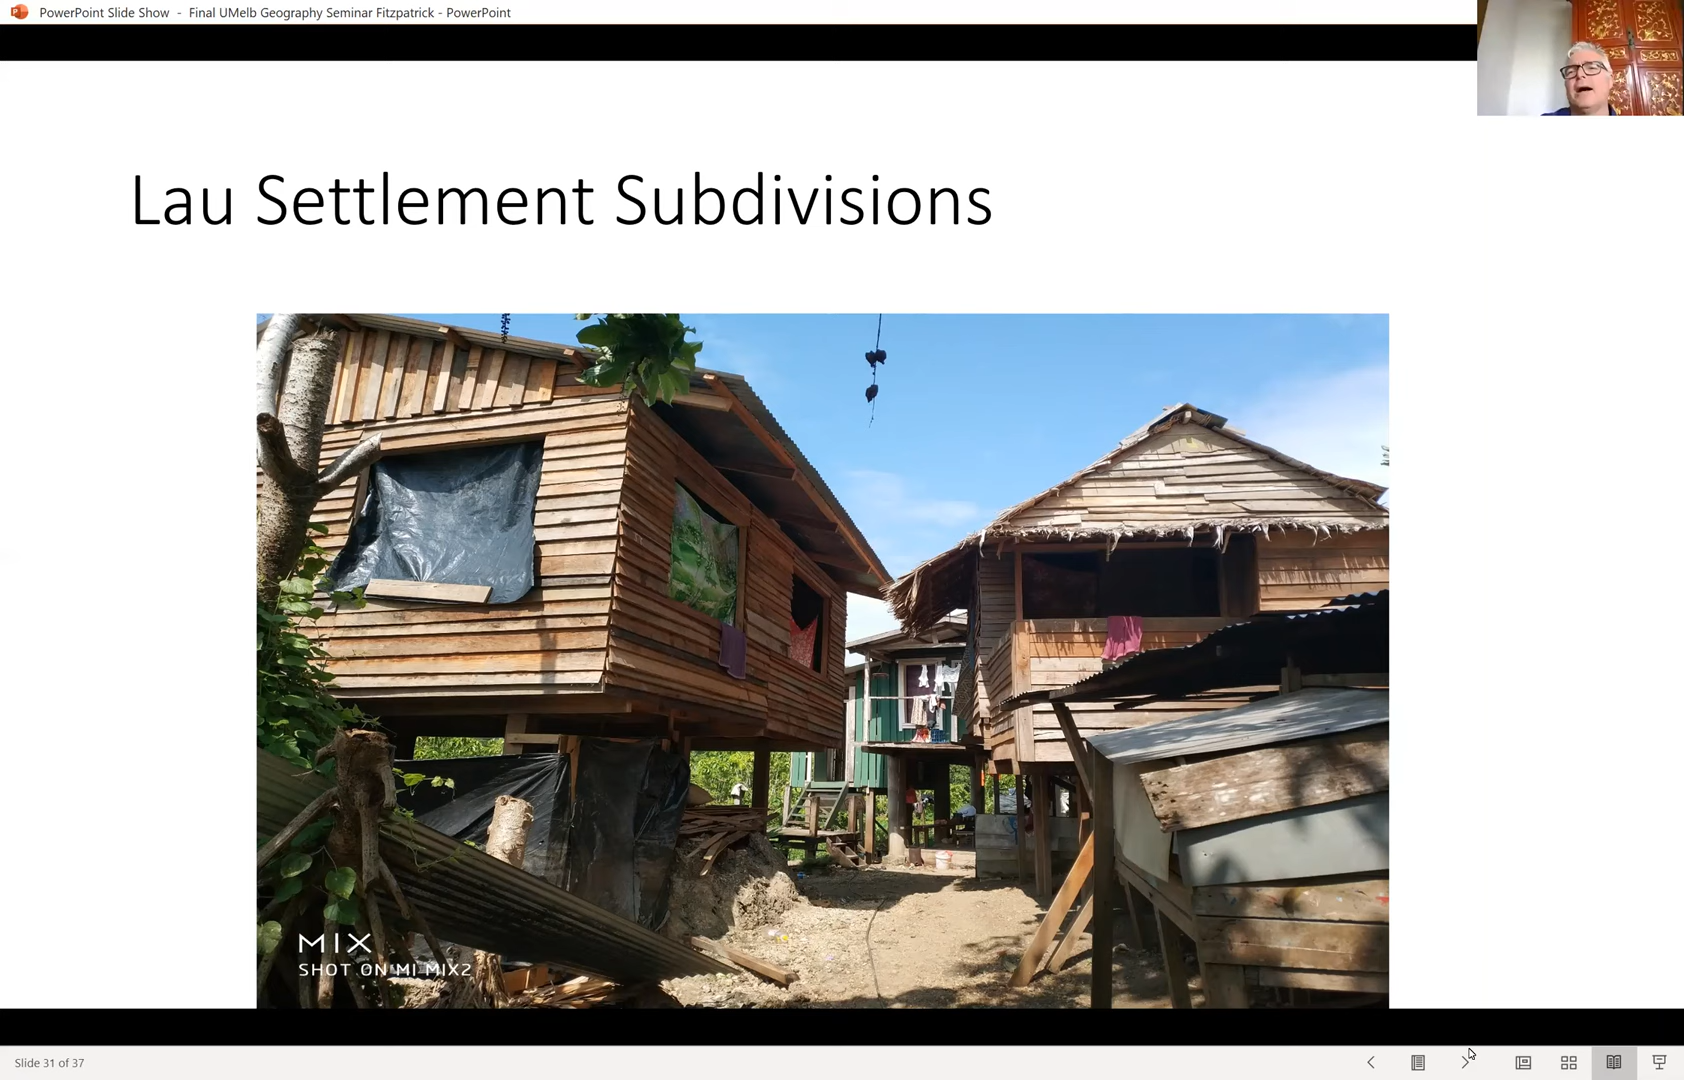 PowerPoint Slide Show - Final UMelb Geography Seminar Fitzpatrick - PowerPoint
Lau Settlement Subdivisions
MIX
SHOT ON MI MIX2
Slide 31 of 37